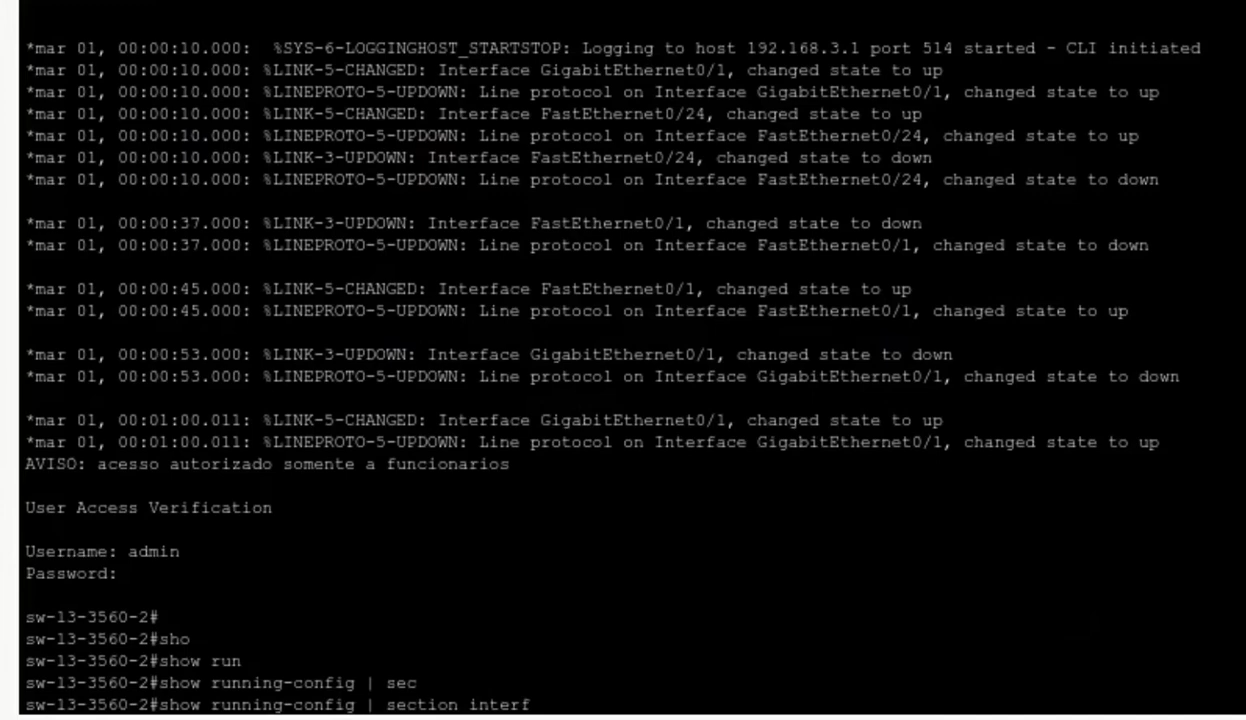 *mar 01, 00:00:10.000:  %SYS-6-LOGGINGHOST_STARTSTOP: Logging to host 192.168.3.1 port 514 started - CLI initiated
*mar 01, 00:00:10.000: %LINK-5-CHANGED: Interface GigabitEthernet0/1, changed state to up
*mar 01, 00:00:10.000: %LINEPROTO-5-UPDOWN: Line protocol on Interface GigabitEthernet0/1, changed state to up
*mar 01, 00:00:10.000: %LINK-5-CHANGED: Interface FastEthernet0/24, changed state to up
*mar 01, 00:00:10.000: %LINEPROTO-5-UPDOWN: Line protocol on Interface FastEthernet0/24, changed state to up
*mar 01, 00:00:10.000: %LINK-3-UPDOWN: Interface FastEthernet0/24, changed state to down
*mar 01, 00:00:10.000: %LINEPROTO-5-UPDOWN: Line protocol on Interface FastEthernet0/24, changed state to down
*mar 01, 00:00:37.000: %LINK-3-UPDOWN: Interface FastEthernet0/1, changed state to down
*mar 01, 00:00:37.000: %LINEPROTO-5-UPDOWN: Line protocol on Interface FastEthernet0/1, changed state to down
*mar 01, 00:00:45.000: %LINK-5-CHANGED: Interface FastEthernet0/1, changed state to up
*mar 01, 00:00:45.000: %LINEPROTO-5-UPDOWN: Line protocol on Interface FastEthernet0/1, changed state to up
*mar 01, 00:00:53.000: %LINK-3-UPDOWN: Interface GigabitEthernet0/1, changed state to down
*mar 01, 00:00:53.000: %LINEPROTO-5-UPDOWN: Line protocol on Interface GigabitEthernet0/1, changed state to down
*mar 01, 00:01:00.011: %LINK-5-CHANGED: Interface GigabitEthernet0/1, changed state to up
*mar 01, 00:01:00.011: %LINEPROTO-5-UPDOWN: Line protocol on Interface GigabitEthernet0/1, changed state to up
AVISO: acesso autorizado somente a funcionarios
User Access Verification
Username: admin
Password:
sw-l3-3560-2#
sw-l3-3560-2#sho
sw-l3-3560-2#show run
sw-l3-3560-2#show running-config | sec
sw-l3-3560-2#show running-config | section interf